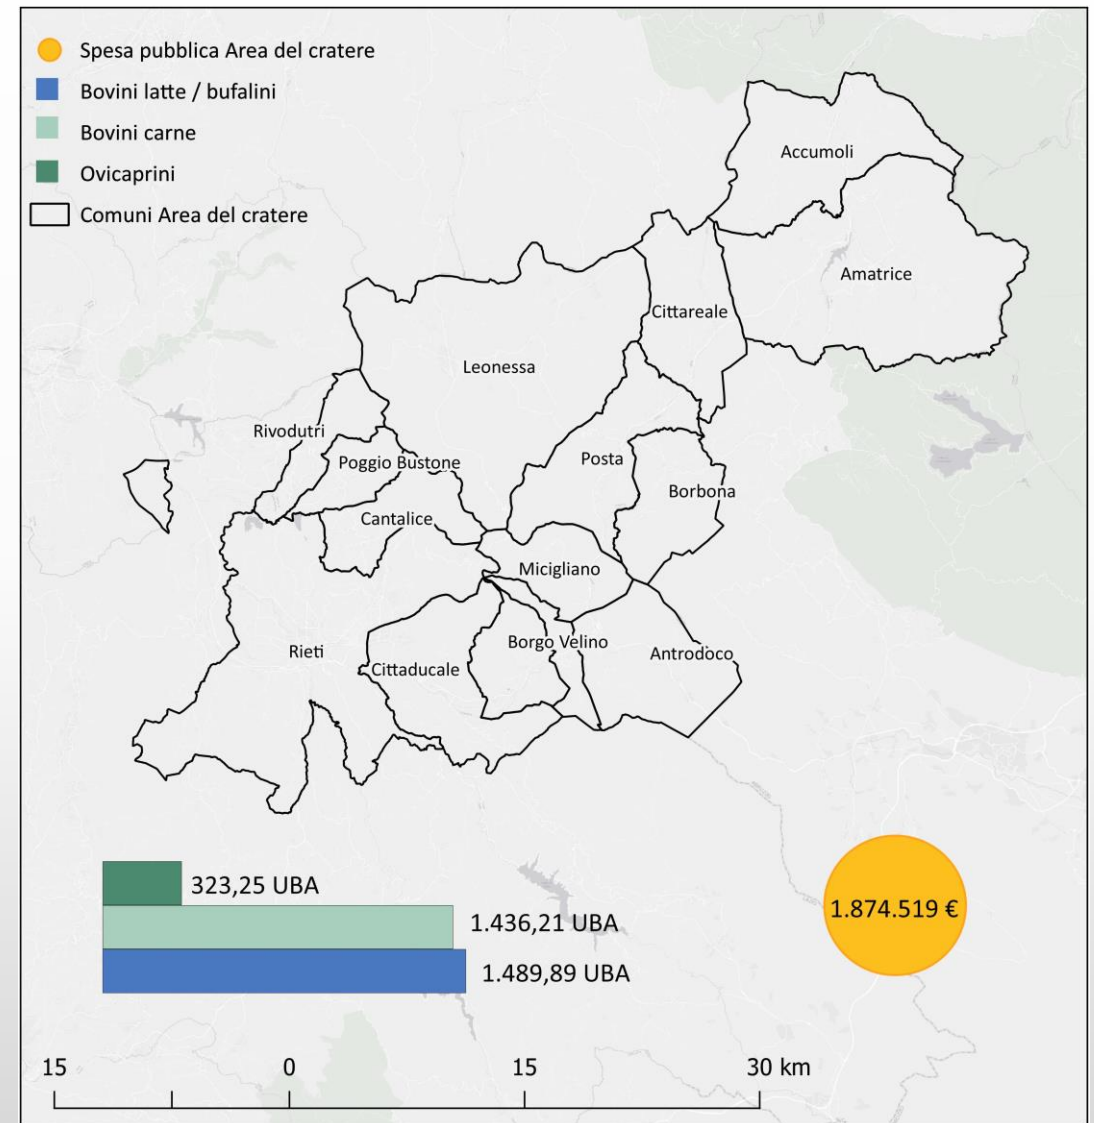 Spesa pubblica Area del cratere
Bovini latte / bufalini
Bovini carne
Ovicaprini
Comuni Area del cratere
Accumoli
Amatrice
Cittareale
Leonessa
Rivodutri
Poggio Bustone
Posta
Borbona
Cantalice
Micigliano
Borgo Velino
Rieti
Cittaducale
Antrodoco
323,25 UBA
1.436,21 UBA
1.489,89 UBA
1.874.519 €
15 0 15 30 km